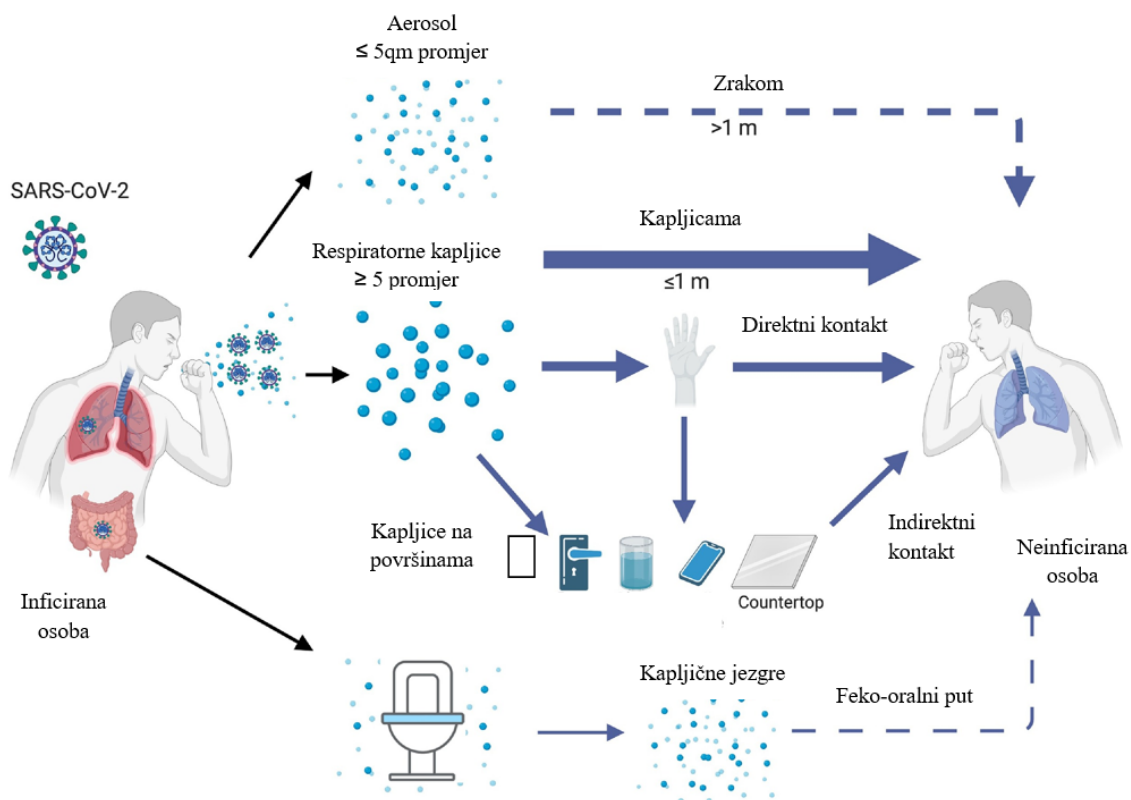 Aerosol
≤ 5qm promjer
Zrakom
>1 m
SARS-CoV-2
Kapljicama
≤1 m
Respiratorne kapljice
≥ 5 promjer
Direktni kontakt
Kapljice na
površinama
Countertop
Indirektni
kontakt
Neinficirana
osoba
Inficirana
osoba
Kapljične jezgre
Feko-oralni put